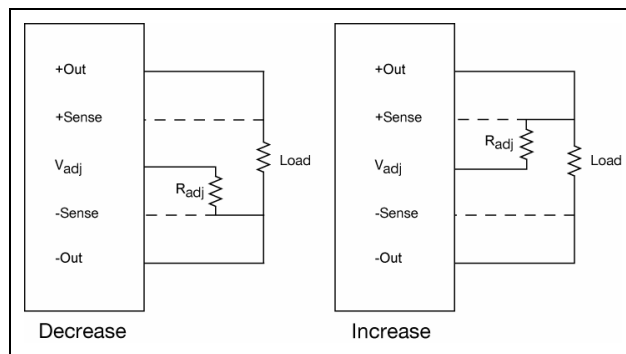 +Out
+Sense
Vadj
Radj
Load
-Sense
-Out
Decrease
+Out
+Sense
Radj
Vadj
Load
-Sense
-Out
Increase